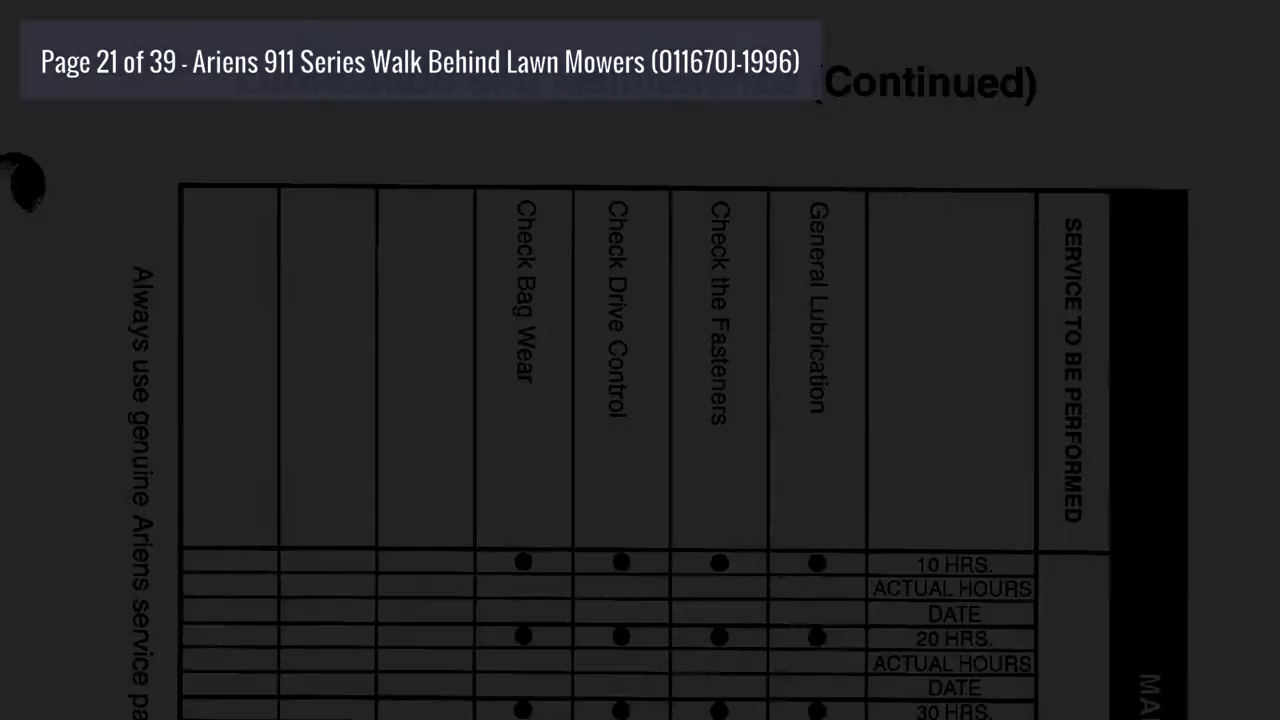 Page 21 of 39 - Ariens 911 Series Walk Behind Lawn Mowers (011670J-1996)
(Continued)
SERVICE TO BE PERFORMED
General Lubrication
Check the Fasteners
Check Drive Control
Check Bag Wear
10 HRS.
ACTUAL HOURS
DATE
20 HRS.
ACTUAL HOURS
DATE
30 HRS.
MA
Always use genuine Ariens service pa